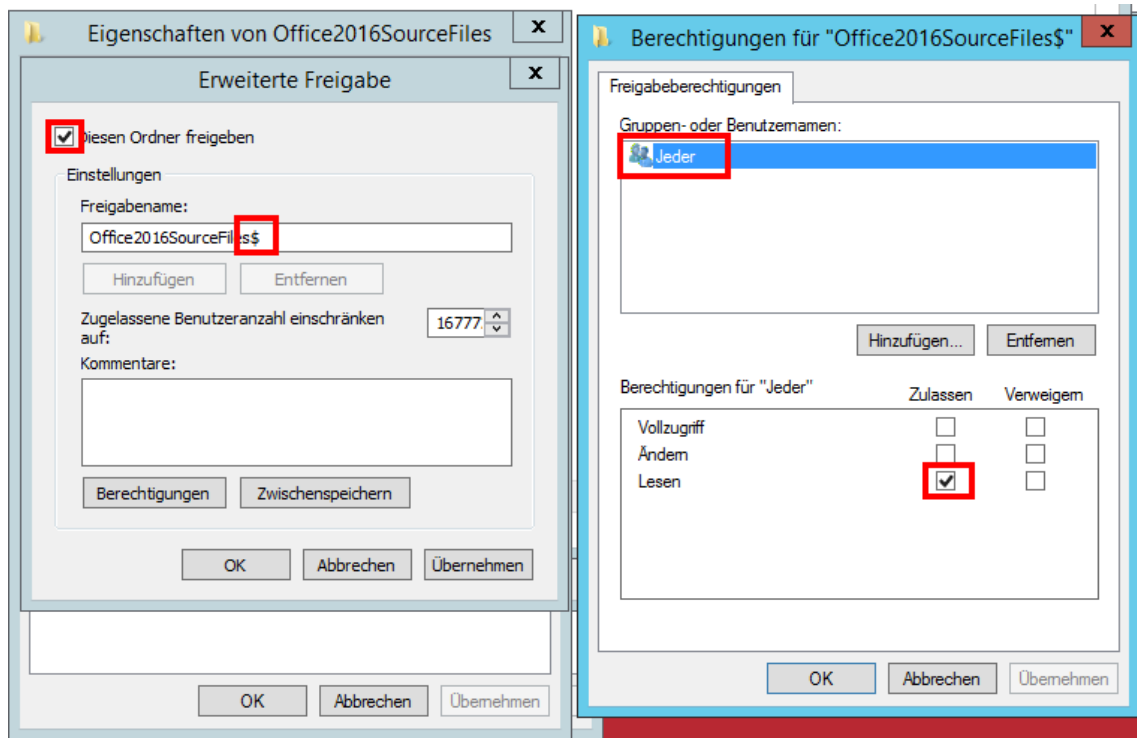 Eigenschaften von Office2016SourceFiles
x
Erweiterte Freigabe
x
Diesen Ordner freigeben
Einstellungen
Freigabename:
Office2016SourceFiles$
Hinzufügen
Entfernen
Zugelassene Benutzeranzahl einschränken
auf:
16777
Kommentare:
Berechtigungen
Zwischenspeichern
OK
Abbrechen
Übernehmen
OK
Abbrechen
Übernehmen
Berechtigungen für "Office2016SourceFiles$"
x
Freigabeberechtigungen
Gruppen- oder Benutzernamen:
Jeder
Hinzufügen...
Entfernen
Berechtigungen für "Jeder"
Zulassen
Verweigern
Vollzugriff
Ändern
Lesen
OK
Abbrechen
Übernehmen